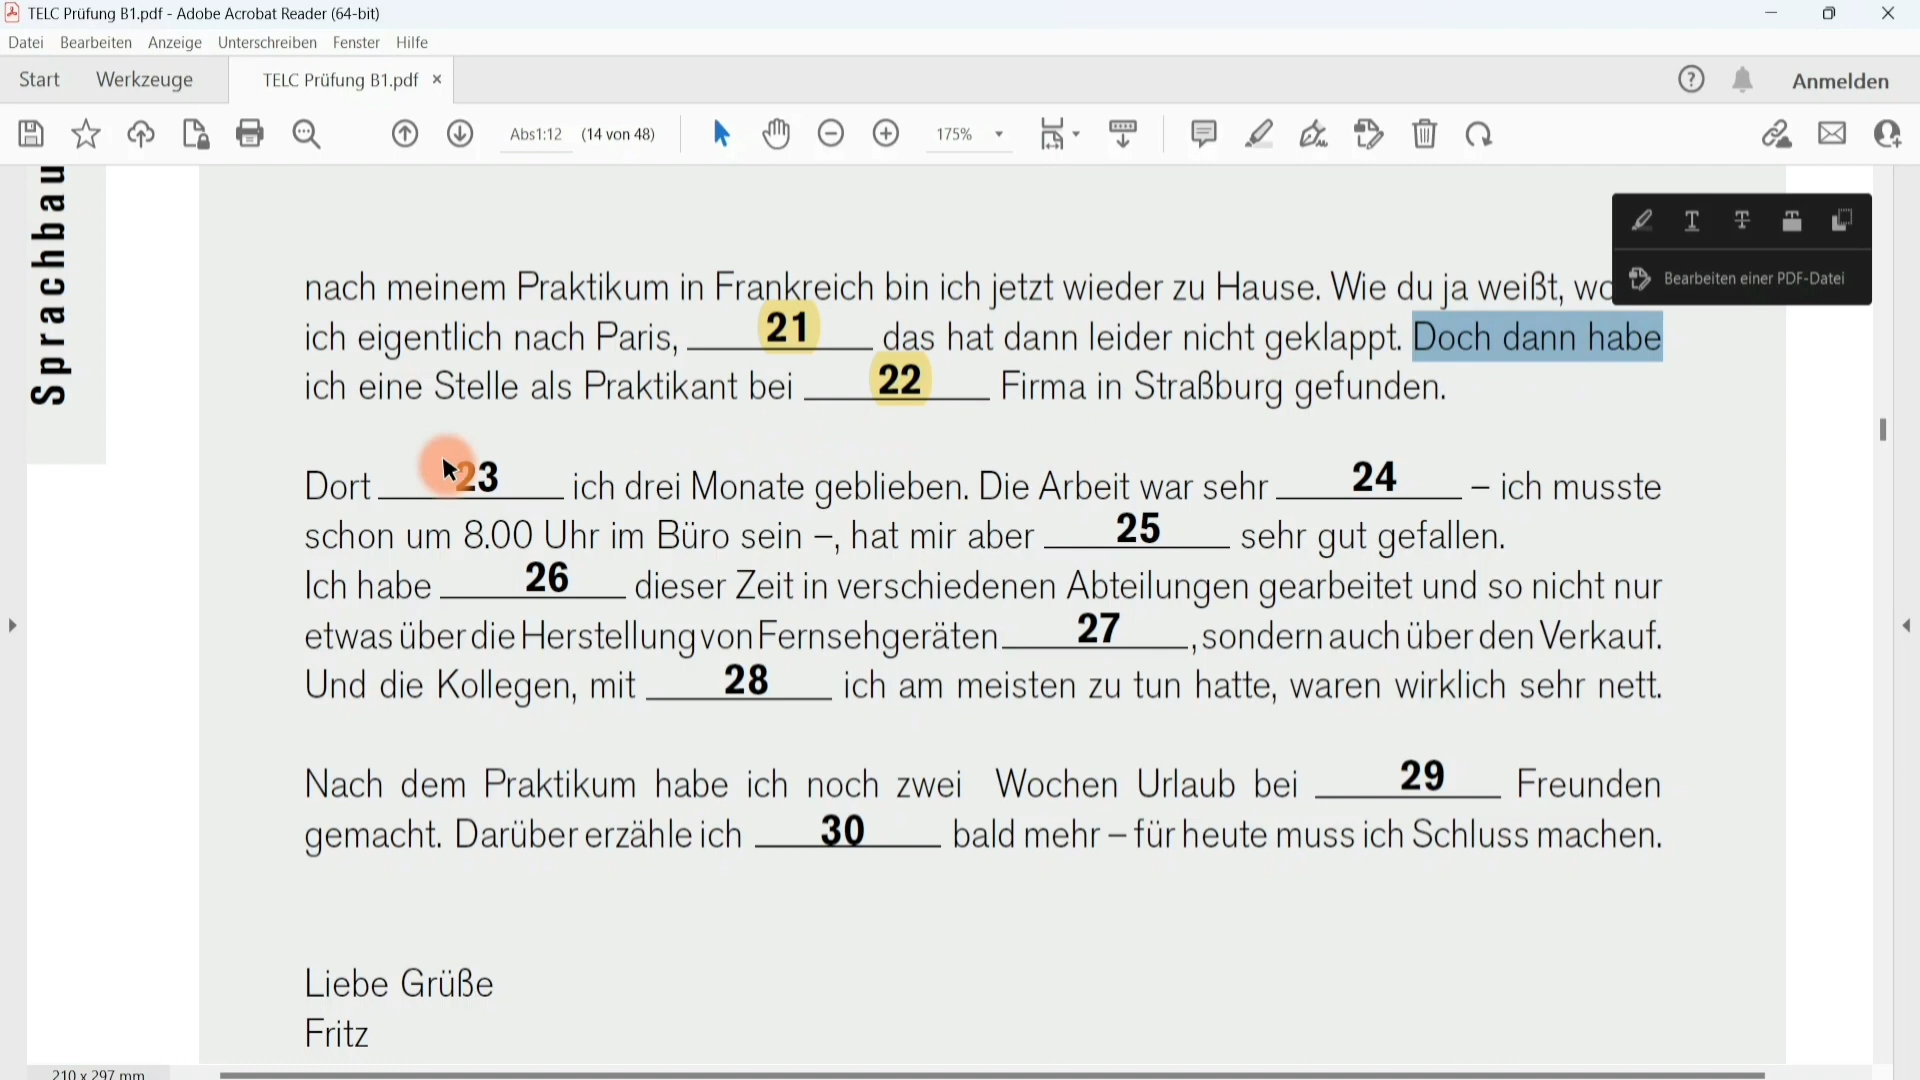 TELC Prüfung B1.pdf - Adobe Acrobat Reader (64-bit)
Datei Bearbeiten Anzeige Unterschreiben Fenster Hilfe
Start Werkzeuge TELC Prüfung B1.pdf × Anmelden
Abs1:12 (14 von 48) 175%
Sprachbau
Bearbeiten einer PDF-Datei
nach meinem Praktikum in Frankreich bin ich jetzt wieder zu Hause. Wie du ja weißt, wo
ich eigentlich nach Paris, 21 das hat dann leider nicht geklappt. Doch dann habe
ich eine Stelle als Praktikant bei 22 Firma in Straßburg gefunden.
Dort 23 ich drei Monate geblieben. Die Arbeit war sehr 24 – ich musste
schon um 8.00 Uhr im Büro sein –, hat mir aber 25 sehr gut gefallen.
Ich habe 26 dieser Zeit in verschiedenen Abteilungen gearbeitet und so nicht nur
etwas über die Herstellung von Fernsehgeräten 27, sondern auch über den Verkauf.
Und die Kollegen, mit 28 ich am meisten zu tun hatte, waren wirklich sehr nett.
Nach dem Praktikum habe ich noch zwei Wochen Urlaub bei 29 Freunden
gemacht. Darüber erzähle ich 30 bald mehr – für heute muss ich Schluss machen.
Liebe Grüße
Fritz
210 x 297 mm